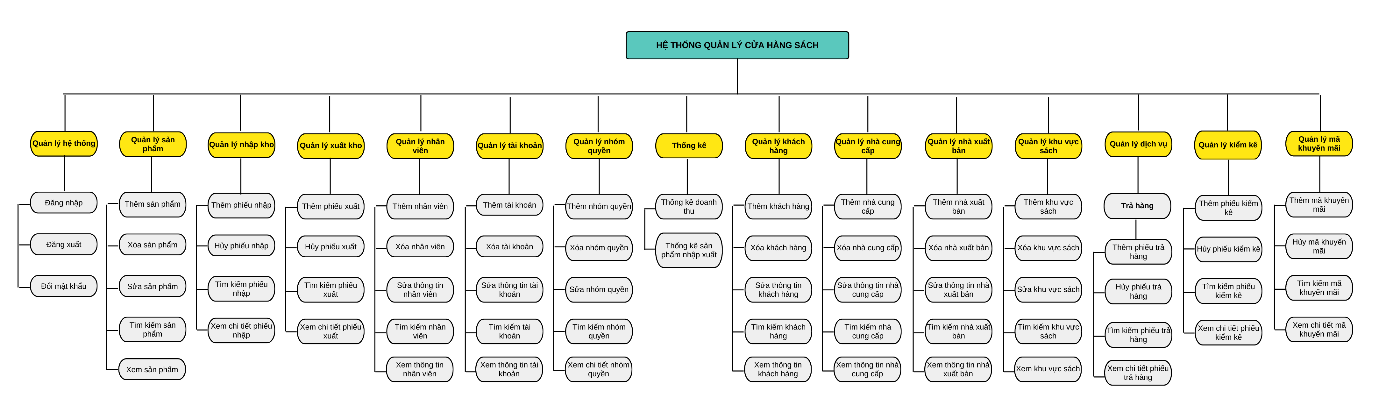 HỆ THỐNG QUẢN LÝ CỬA HÀNG SÁCH
Quản lý hệ thống
Đăng nhập
Đăng xuất
Đổi mật khẩu
Quản lý sản
phẩm
Thêm sản phẩm
Xóa sản phẩm
Sửa sản phẩm
Tìm kiếm sản
phẩm
Xem sản phẩm
Quản lý nhập kho
Thêm phiếu nhập
Hủy phiếu nhập
Tìm kiếm phiếu
nhập
Xem chi tiết phiếu
nhập
Quản lý xuất kho
Thêm phiếu xuất
Hủy phiếu xuất
Tìm kiếm phiếu
xuất
Xem chi tiết phiếu
xuất
Quản lý nhân
viên
Thêm nhân viên
Xóa nhân viên
Sửa thông tin
nhân viên
Tìm kiếm nhân
viên
Xem thông tin
nhân viên
Quản lý tài khoản
Thêm tài khoản
Xóa tài khoản
Sửa thông tin tài
khoản
Tìm kiếm tài
khoản
Xem thông tin tài
khoản
Quản lý nhóm
quyền
Thêm nhóm quyền
Xóa nhóm quyền
Sửa nhóm quyền
Tìm kiếm nhóm
quyền
Xem chi tiết nhóm
quyền
Thống kê
Thống kê doanh
thu
Thống kê sản
phẩm nhập xuất
Quản lý khách
hàng
Thêm khách hàng
Xóa khách hàng
Sửa thông tin
khách hàng
Tìm kiếm khách
hàng
Xem thông tin
khách hàng
Quản lý nhà cung
cấp
Thêm nhà cung
cấp
Xóa nhà cung cấp
Sửa thông tin nhà
cung cấp
Tìm kiếm nhà
cung cấp
Xem thông tin nhà
cung cấp
Quản lý nhà xuất
bản
Thêm nhà xuất
bản
Xóa nhà xuất bản
Sửa thông tin nhà
xuất bản
Tìm kiếm nhà xuất
bản
Xem thông tin nhà
xuất bản
Quản lý khu vực
sách
Thêm khu vực
sách
Xóa khu vực sách
Sửa khu vực sách
Tìm kiếm khu vực
sách
Xem khu vực sách
Quản lý dịch vụ
Trả hàng
Thêm phiếu trả
hàng
Hủy phiếu trả
hàng
Tìm kiếm phiếu trả
hàng
Xem chi tiết phiếu
trả hàng
Quản lý kiểm kê
Thêm phiếu kiểm
kê
Hủy phiếu kiểm kê
Tìm kiếm phiếu
kiểm kê
Xem chi tiết phiếu
kiểm kê
Quản lý mã
khuyến mãi
Thêm mã khuyến
mãi
Hủy mã khuyến
mãi
Tìm kiếm mã
khuyến mãi
Xem chi tiết mã
khuyến mãi